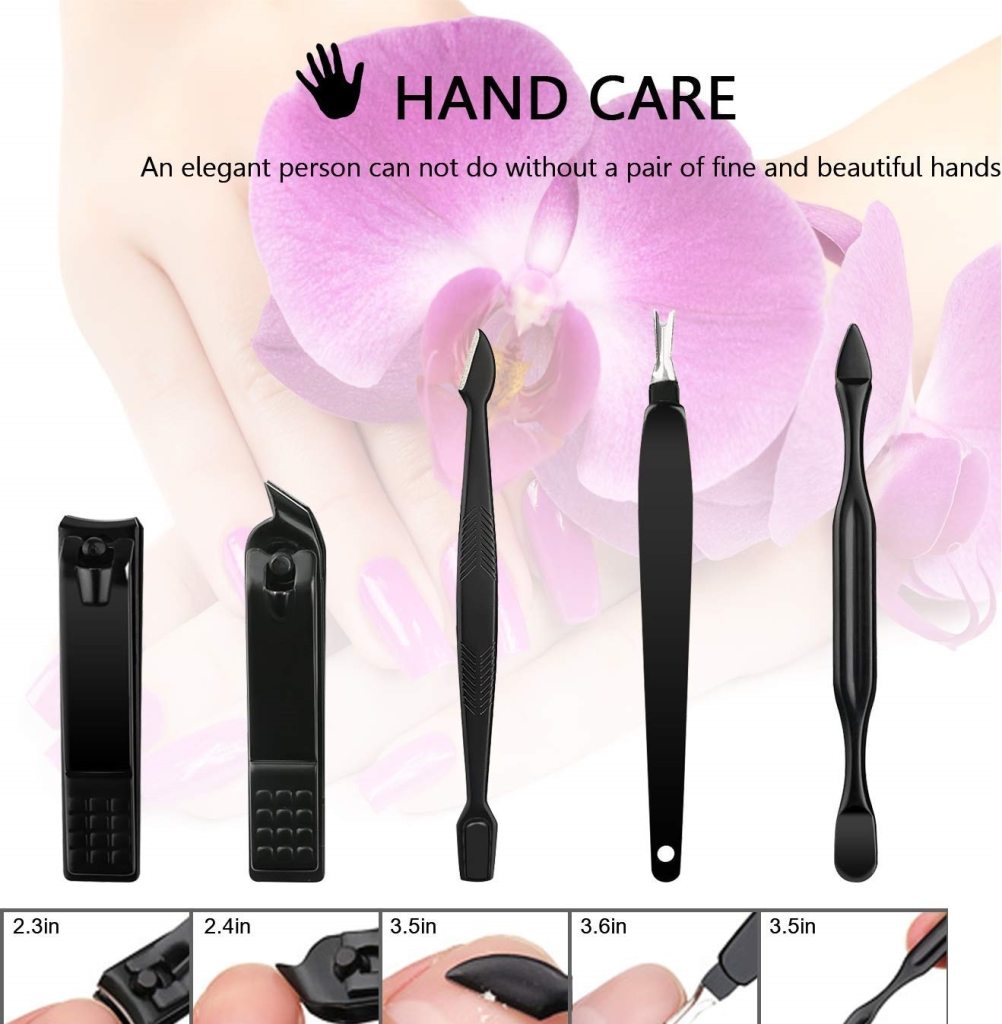 HAND CARE
An elegant person can not do without a pair of fine and beautiful hands
2.3in
2.4in
3.5in
3.6in
3.5in